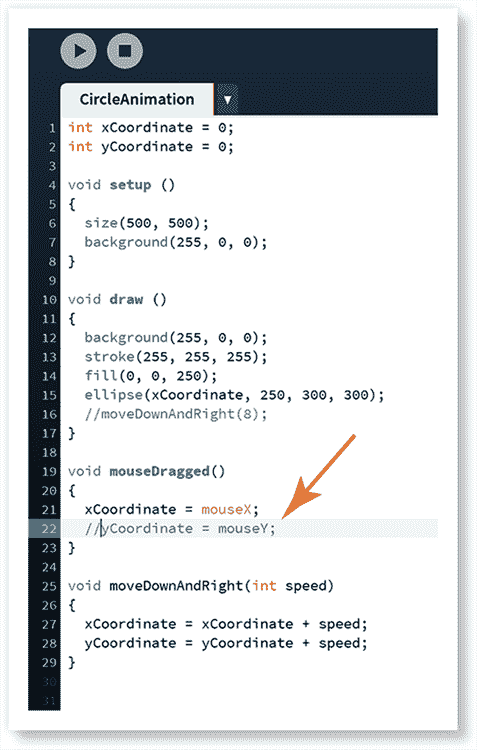 CircleAnimation ▼
1 int xCoordinate = 0;
2 int yCoordinate = 0;
3
4 void setup ()
5 {
6   size(500, 500);
7   background(255, 0, 0);
8 }
9
10 void draw ()
11 {
12   background(255, 0, 0);
13   stroke(255, 255, 255);
14   fill(0, 0, 250);
15   ellipse(xCoordinate, 250, 300, 300);
16   //moveDownAndRight(8);
17 }
18
19 void mouseDragged()
20 {
21   xCoordinate = mouseX;
22   //yCoordinate = mouseY;
23 }
24
25 void moveDownAndRight(int speed)
26 {
27   xCoordinate = xCoordinate + speed;
28   yCoordinate = yCoordinate + speed;
29 }
30
31